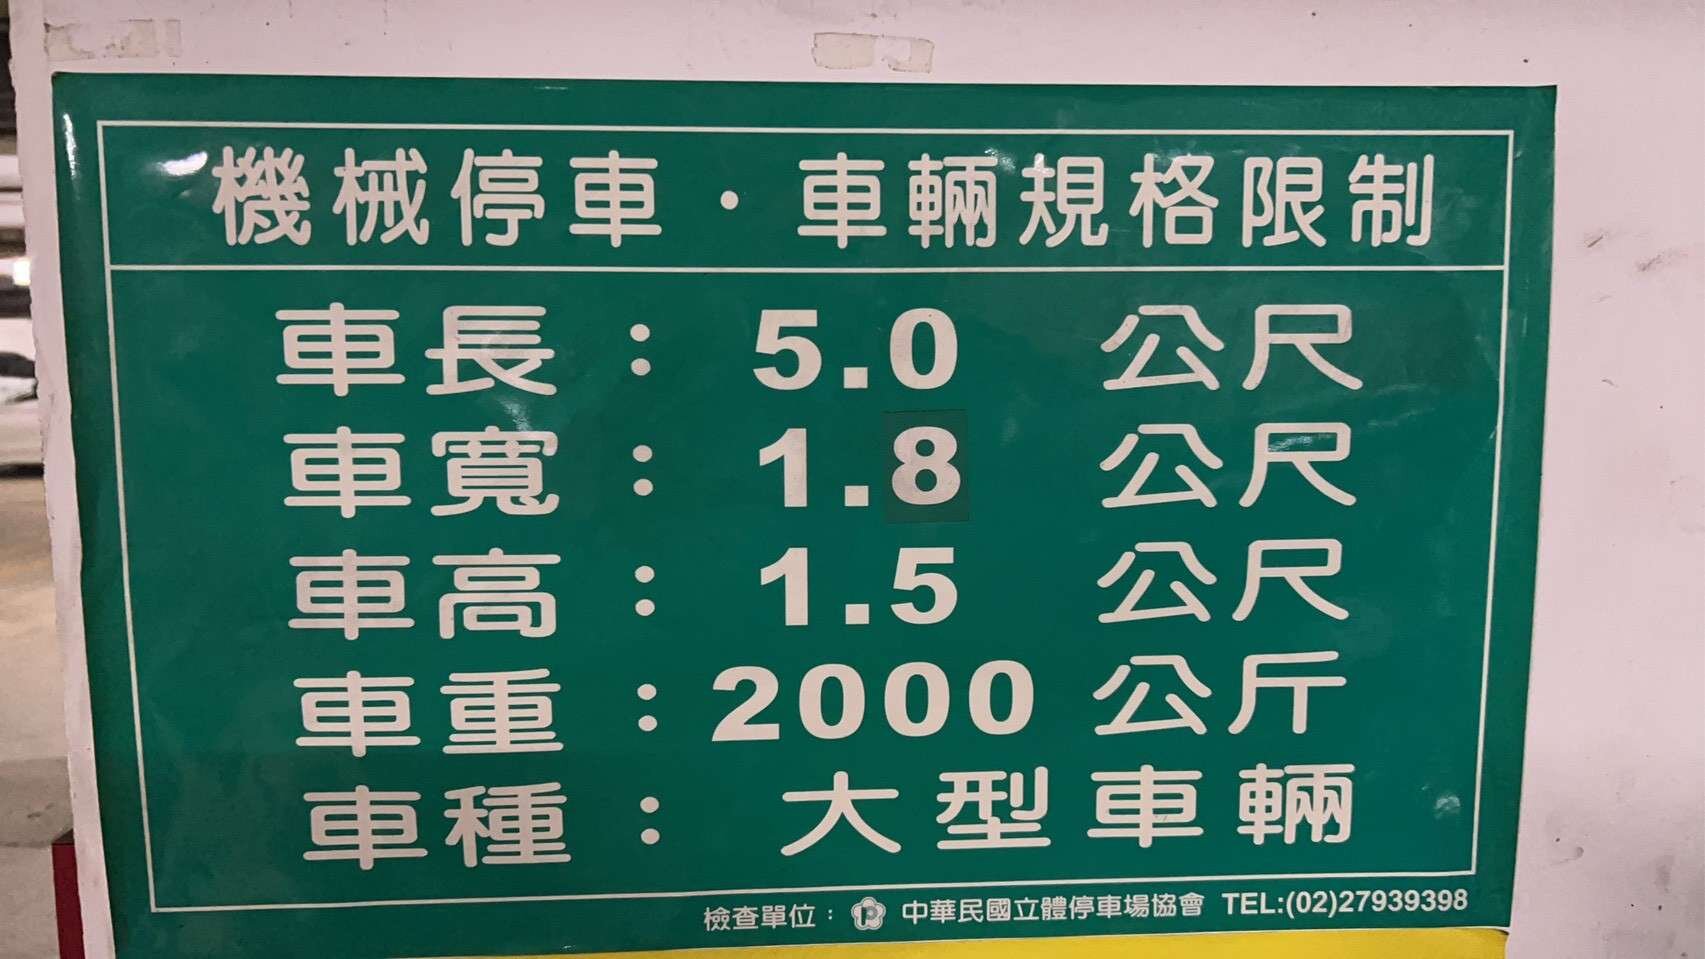 機械停車・車輛規格限制
車長：5.0 公尺
車寬：1.8 公尺
車高：1.5 公尺
車重：2000 公斤
車種：大型車輛
檢查單位：中華民國立體停車場協會 TEL:(02)27939398